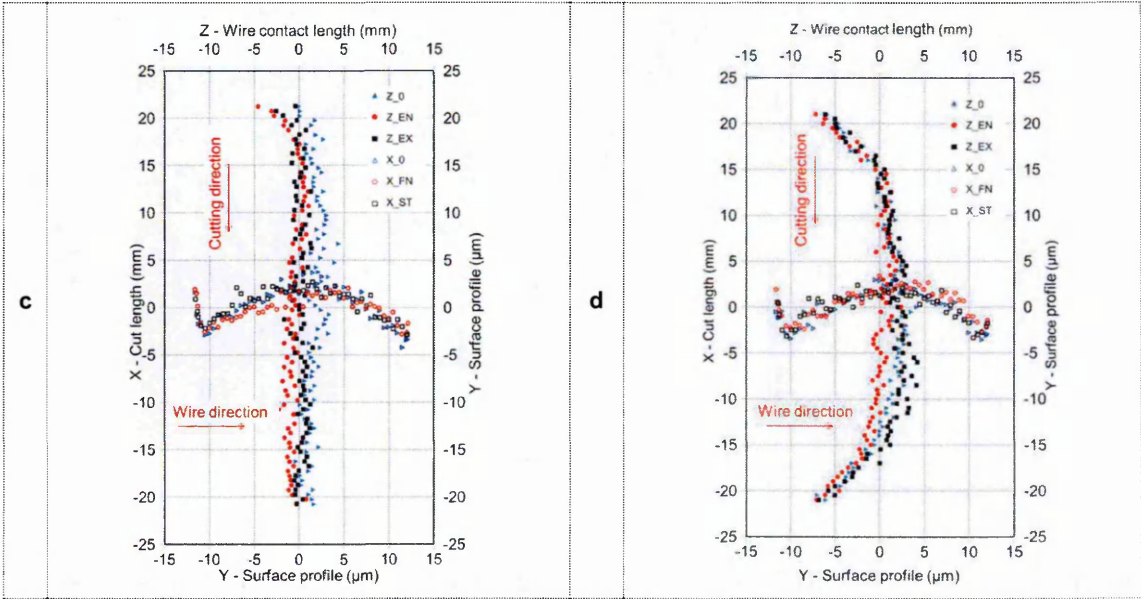 c
Z - Wire contact length (mm)
-15 -10 -5 0 5 10 15
25 25
20 20
15 15
10 10
5 5
0 0
-5 -5
-10 -10
-15 -15
-20 -20
-25 -25
X - Cut length (mm)
Y - Surface profile (µm)
Cutting direction
Wire direction
Z_0
Z_EN
Z_EX
X_0
X_FN
X_ST
-15 -10 -5 0 5 10 15
Y - Surface profile (µm)
d
Z - Wire contact length (mm)
-15 -10 -5 0 5 10 15
25 25
20 20
15 15
10 10
5 5
0 0
-5 -5
-10 -10
-15 -15
-20 -20
-25 -25
X - Cut length (mm)
Y - Surface profile (µm)
Cutting direction
Wire direction
Z_0
Z_EN
Z_EX
X_0
X_FN
X_ST
-15 -10 -5 0 5 10 15
Y - Surface profile (µm)